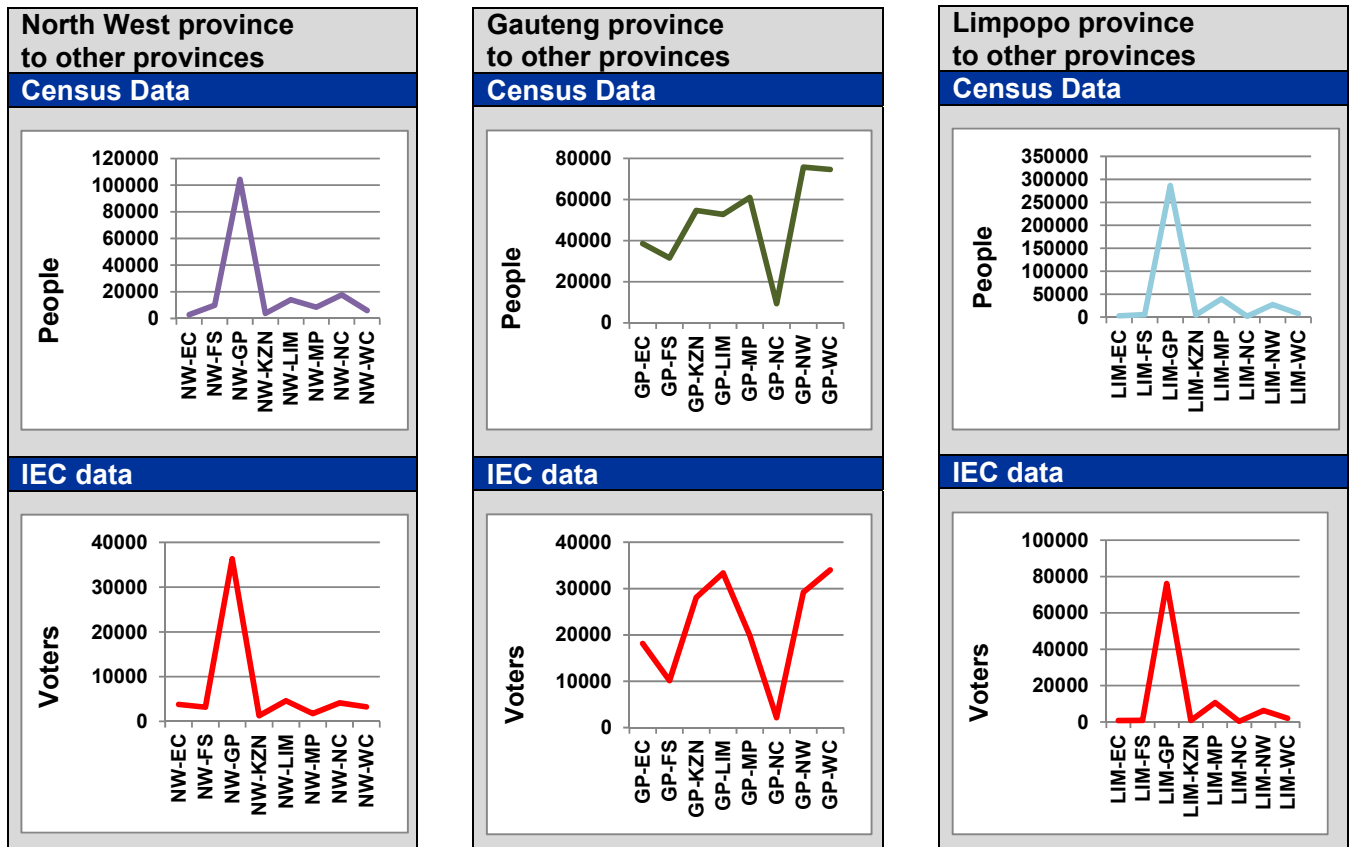 North West province
to other provinces
Census Data
People
120000
100000
80000
60000
40000
20000
0
NW-EC
NW-FS
NW-GP
NW-KZN
NW-LIM
NW-MP
NW-NC
NW-WC
IEC data
Voters
40000
30000
20000
10000
0
NW-EC
NW-FS
NW-GP
NW-KZN
NW-LIM
NW-MP
NW-NC
NW-WC
Gauteng province
to other provinces
Census Data
People
80000
60000
40000
20000
0
GP-EC
GP-FS
GP-KZN
GP-LIM
GP-MP
GP-NC
GP-NW
GP-WC
IEC data
Voters
40000
30000
20000
10000
0
GP-EC
GP-FS
GP-KZN
GP-LIM
GP-MP
GP-NC
GP-NW
GP-WC
Limpopo province
to other provinces
Census Data
People
350000
300000
250000
200000
150000
100000
50000
0
LIM-EC
LIM-FS
LIM-GP
LIM-KZN
LIM-MP
LIM-NC
LIM-NW
LIM-WC
IEC data
Voters
100000
80000
60000
40000
20000
0
LIM-EC
LIM-FS
LIM-GP
LIM-KZN
LIM-MP
LIM-NC
LIM-NW
LIM-WC